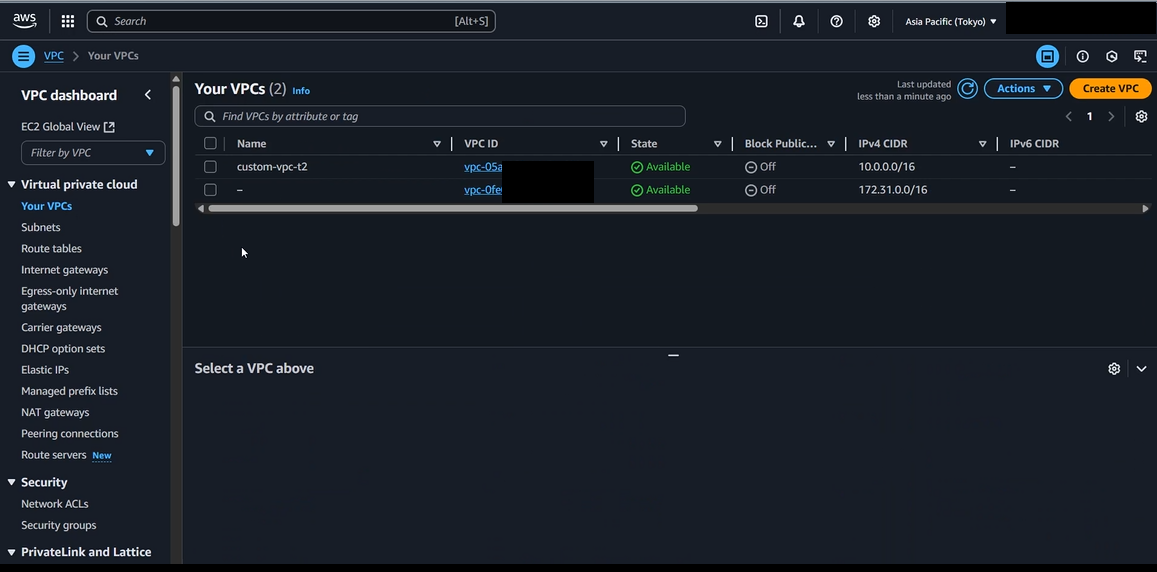 aws Search [Alt+S] Asia Pacific (Tokyo)
VPC > Your VPCs
VPC dashboard
EC2 Global View
Filter by VPC
Virtual private cloud
Your VPCs
Subnets
Route tables
Internet gateways
Egress-only internet
gateways
Carrier gateways
DHCP option sets
Elastic IPs
Managed prefix lists
NAT gateways
Peering connections
Route servers New
Security
Network ACLs
Security groups
PrivateLink and Lattice
Your VPCs (2) Info
Last updated
less than a minute ago
Actions
Create VPC
Find VPCs by attribute or tag
1
Name VPC ID State Block Public... IPv4 CIDR IPv6 CIDR
custom-vpc-t2 vpc-05a Available Off 10.0.0.0/16 –
– vpc-0fe Available Off 172.31.0.0/16 –
Select a VPC above